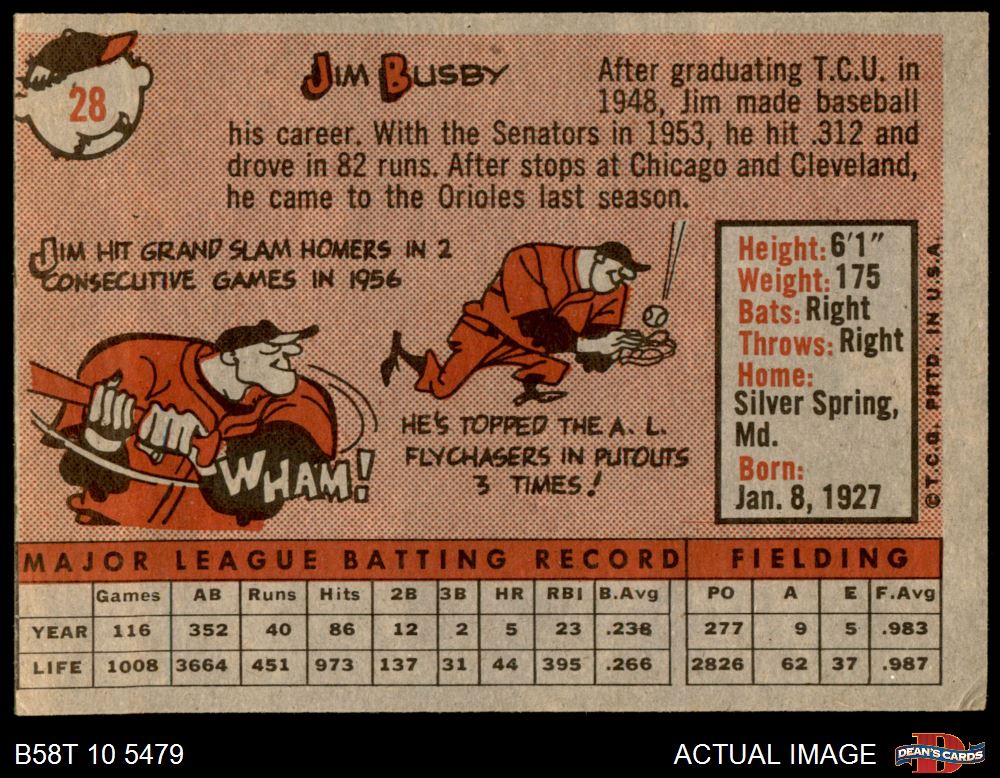 28
JIM BUSBY
After graduating T.C.U. in
1948, Jim made baseball
his career. With the Senators in 1953, he hit .312 and
drove in 82 runs. After stops at Chicago and Cleveland,
he came to the Orioles last season.
JIM HIT GRAND SLAM HOMERS IN 2
CONSECUTIVE GAMES IN 1956
WHAM!
HE'S TOPPED THE A. L.
FLYCHASERS IN PUTOUTS
3 TIMES!
Height: 6'1"
Weight: 175
Bats: Right
Throws: Right
Home:
Silver Spring,
Md.
Born:
Jan. 8, 1927
© T.C.G. PRTD. IN U.S.A.
MAJOR LEAGUE BATTING RECORD FIELDING
Games AB Runs Hits 2B 3B HR RBI B.Avg PO A E F.Avg
YEAR 116 352 40 86 12 2 5 23 .238 277 9 5 .983
LIFE 1008 3664 451 973 137 31 44 395 .266 2826 62 37 .987
B58T 10 5479 ACTUAL IMAGE DEAN'S CARDS